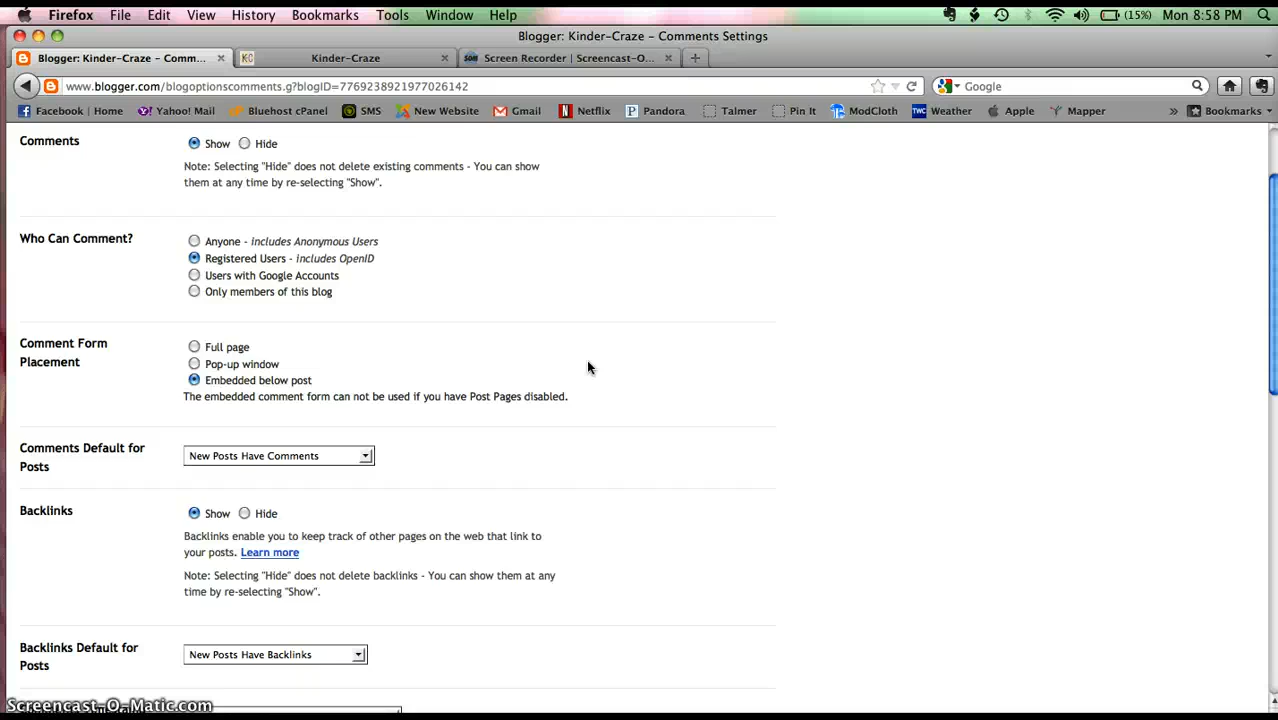 Firefox File Edit View History Bookmarks Tools Window Help (15%) Mon 8:58 PM
Blogger: Kinder-Craze – Comments Settings
Blogger: Kinder-Craze – Comm... KC Kinder-Craze Screen Recorder | Screencast-O...
www.blogger.com/blogoptionscomments.g?blogID=7769238921977026142 Google
Facebook | Home Yahoo! Mail Bluehost cPanel SMS New Website Gmail Netflix Pandora Talmer Pin It ModCloth TWC Weather Apple Mapper » Bookmarks
Comments Show Hide
Note: Selecting "Hide" does not delete existing comments - You can show
them at any time by re-selecting "Show".
Who Can Comment? Anyone - includes Anonymous Users
Registered Users - includes OpenID
Users with Google Accounts
Only members of this blog
Comment Form
Placement
Full page
Pop-up window
Embedded below post
The embedded comment form can not be used if you have Post Pages disabled.
Comments Default for
Posts
New Posts Have Comments
Backlinks Show Hide
Backlinks enable you to keep track of other pages on the web that link to
your posts. Learn more
Note: Selecting "Hide" does not delete backlinks - You can show them at any
time by re-selecting "Show".
Backlinks Default for
Posts
New Posts Have Backlinks
Screencast-O-Matic.com